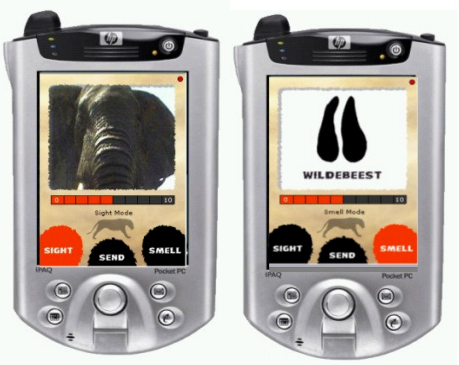 hp
0 10
Sight Mode
SIGHT
SEND
SMELL
iPAQ Pocket PC
hp
WILDEBEEST
0 10
Smell Mode
SIGHT
SEND
SMELL
iPAQ Pocket PC